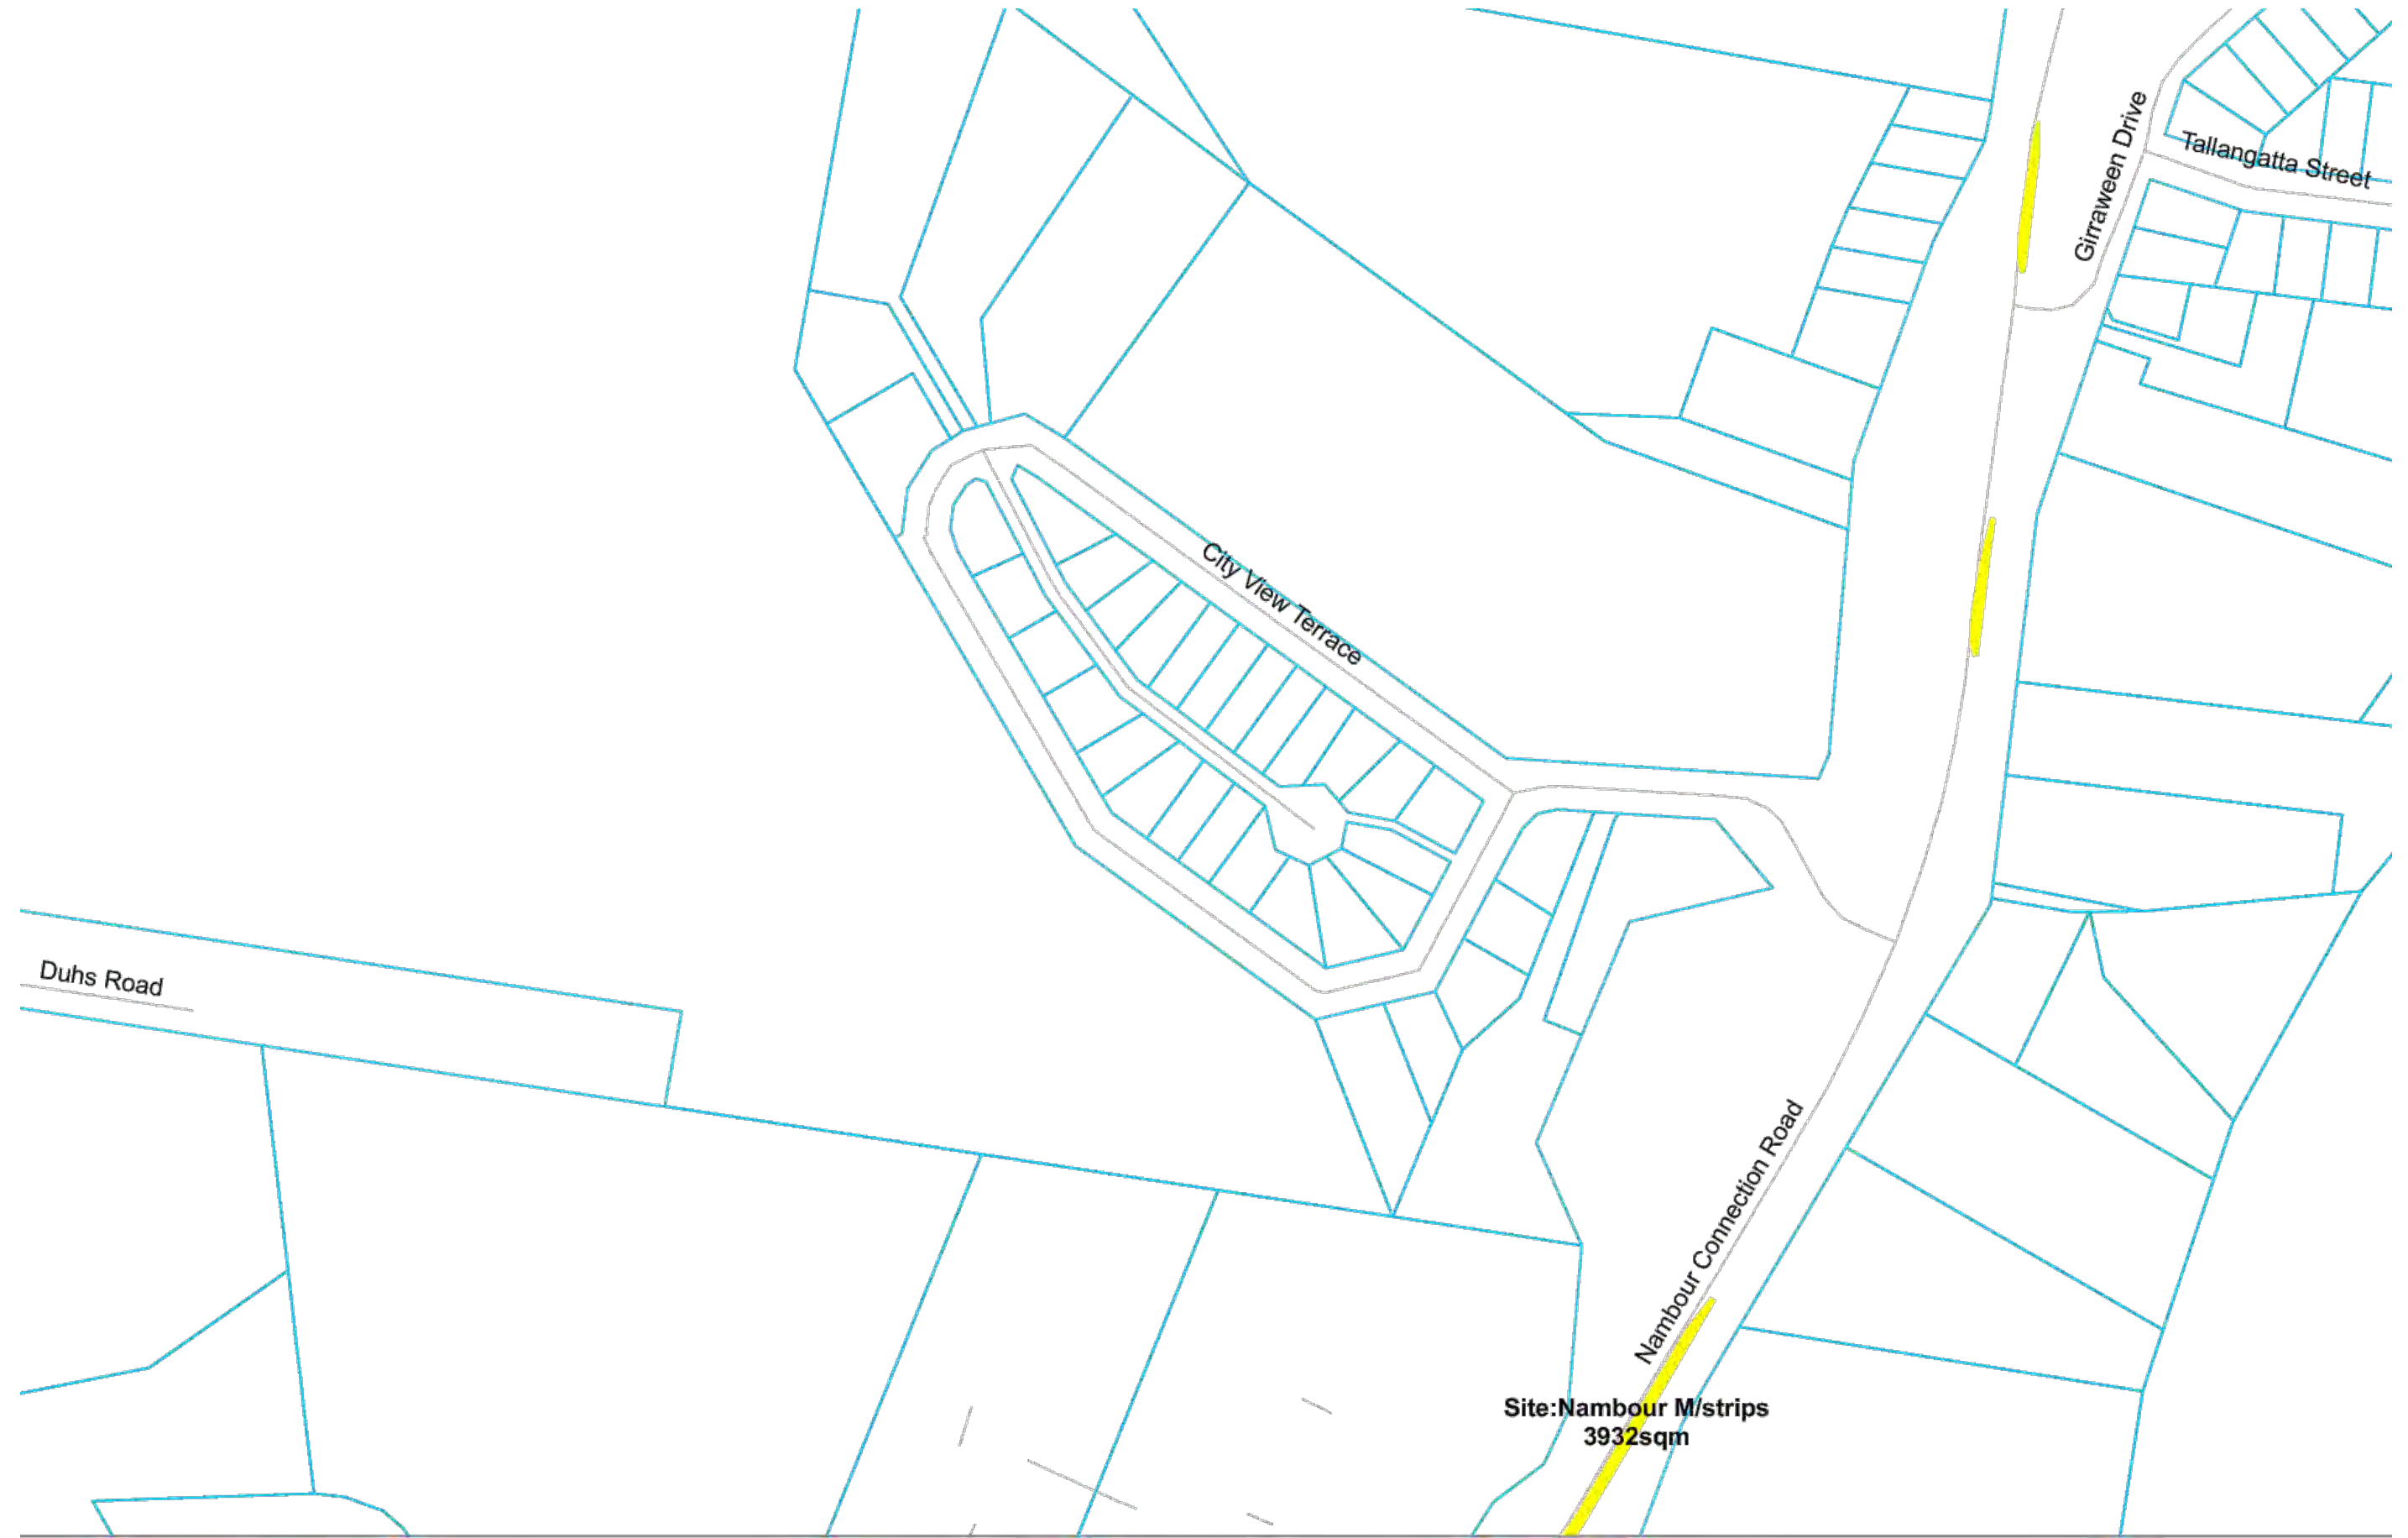 Girraween Drive
Tallangatta Street
City View Terrace
Duhs Road
Nambour Connection Road
Site:Nambour M/strips
3932sqm